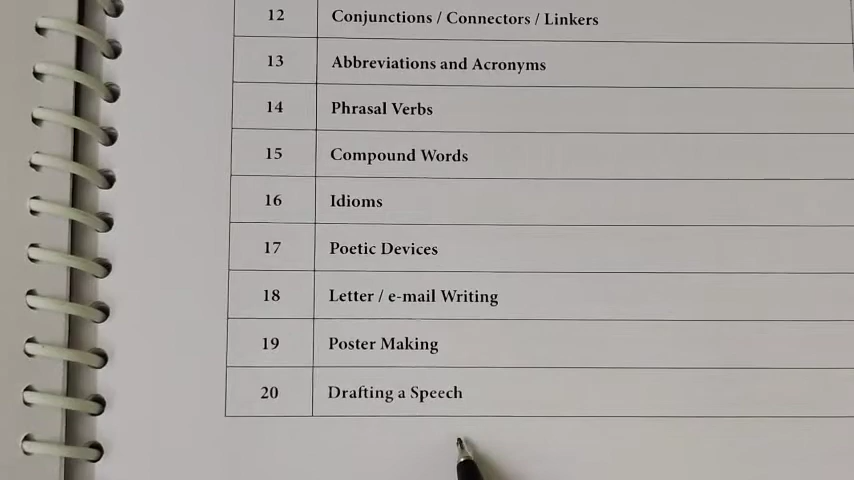 12 Conjunctions / Connectors / Linkers
13 Abbreviations and Acronyms
14 Phrasal Verbs
15 Compound Words
16 Idioms
17 Poetic Devices
18 Letter / e-mail Writing
19 Poster Making
20 Drafting a Speech